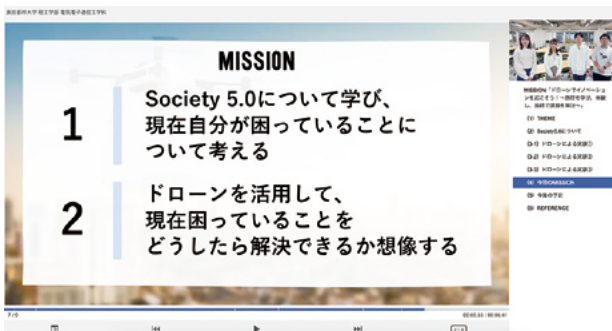 東京都市大学 理工学部 電気電子通信工学科
MISSION
1
Society 5.0について学び、
現在自分が困っていることに
ついて考える
2
ドローンを活用して、
現在困っていることを
どうしたら解決できるか想像する
MISSION「ドローンでイノベーショ
ンを起こそう！
(1) THEME
(2) Society5.0について
(3-1) ドローンによる実装①
(3-2) ドローンによる実装②
(3-3) ドローンによる実装③
(4) 今回のMISSION
(5) 今後の予定
(6) REFERENCE
7 / 9